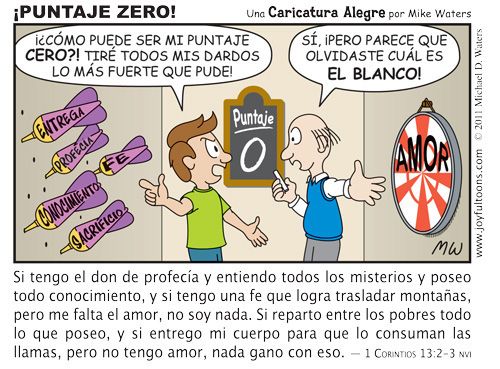 ¡PUNTAJE ZERO!
Una Caricatura Alegre por Mike Waters
¡¿CÓMO PUEDE SER MI PUNTAJE
CERO?! TIRÉ TODOS MIS DARDOS
LO MÁS FUERTE QUE PUDE!
SÍ, ¡PERO PARECE QUE
OLVIDASTE CUÁL ES
EL BLANCO!
ENTREGA
PROFECÍA
FE
CONOCIMIENTO
SACRIFICIO
Puntaje
0
AMOR
MW
www.joyfultoons.com © 2011 Michael D. Waters
Si tengo el don de profecía y entiendo todos los misterios y poseo
todo conocimiento, y si tengo una fe que logra trasladar montañas,
pero me falta el amor, no soy nada. Si reparto entre los pobres todo
lo que poseo, y si entrego mi cuerpo para que lo consuman las
llamas, pero no tengo amor, nada gano con eso. — 1 Corintios 13:2–3 NVI